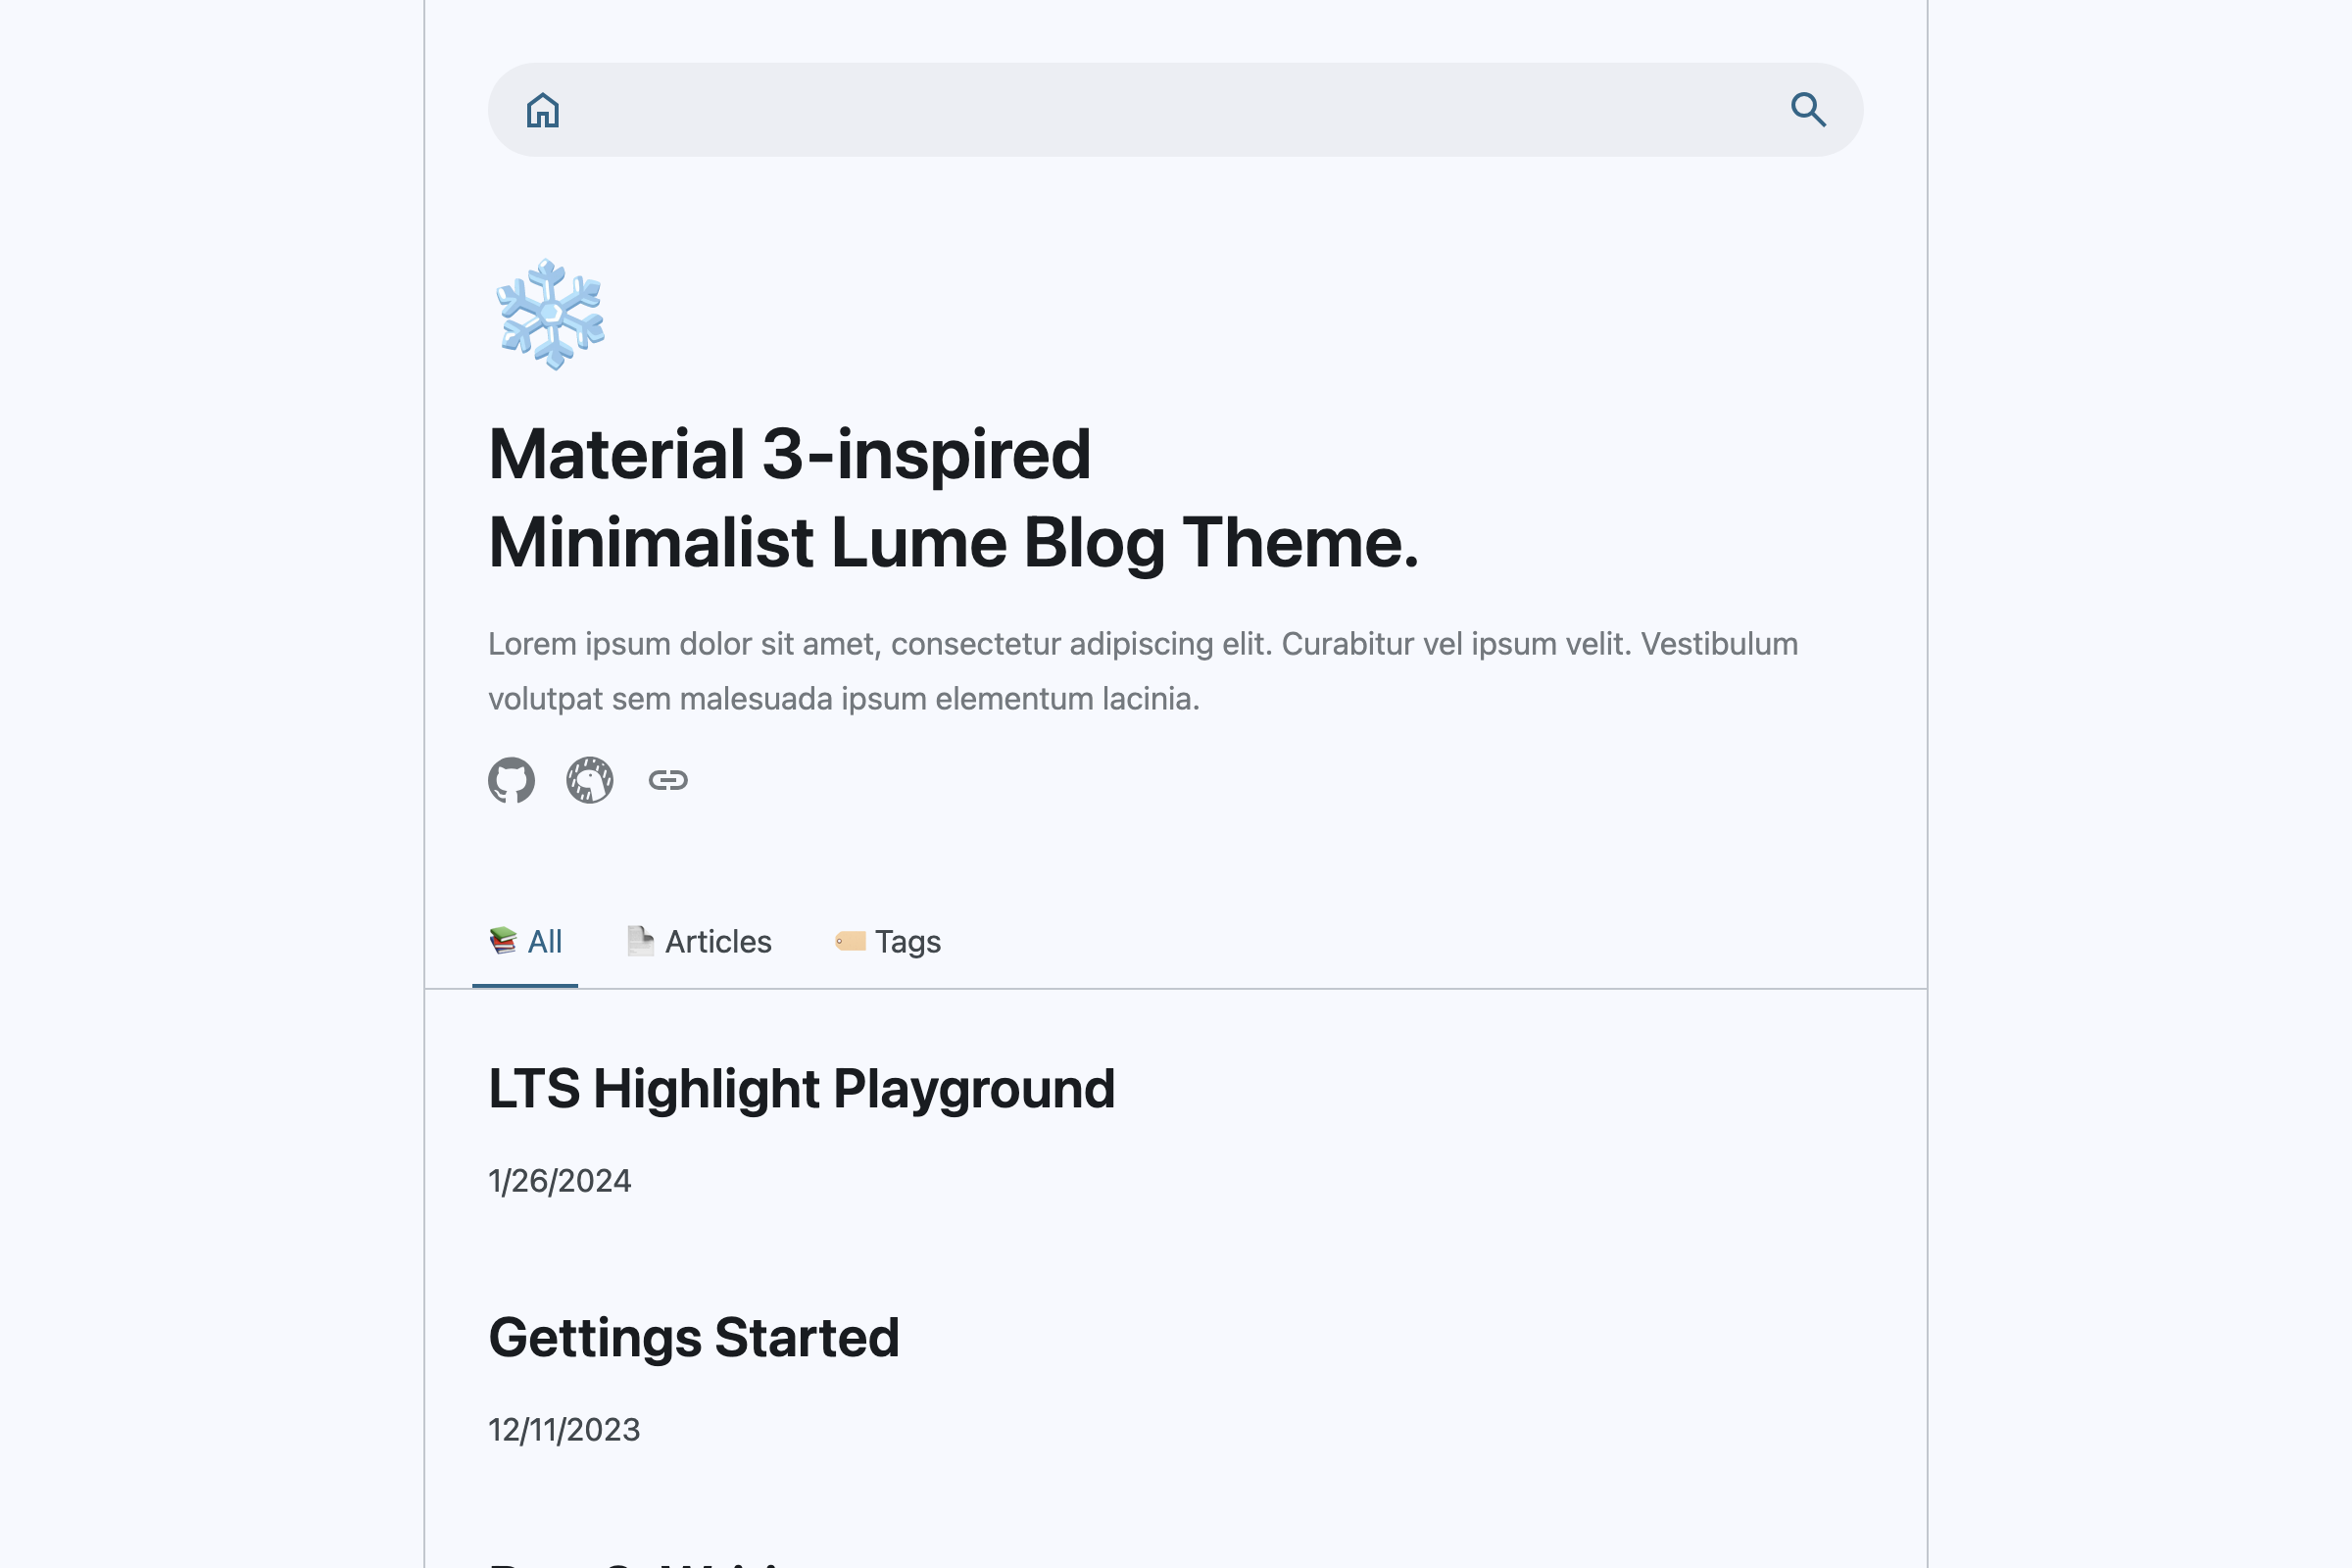 Material 3-inspired
Minimalist Lume Blog Theme.
Lorem ipsum dolor sit amet, consectetur adipiscing elit. Curabitur vel ipsum velit. Vestibulum
volutpat sem malesuada ipsum elementum lacinia.
All Articles Tags
LTS Highlight Playground
1/26/2024
Gettings Started
12/11/2023